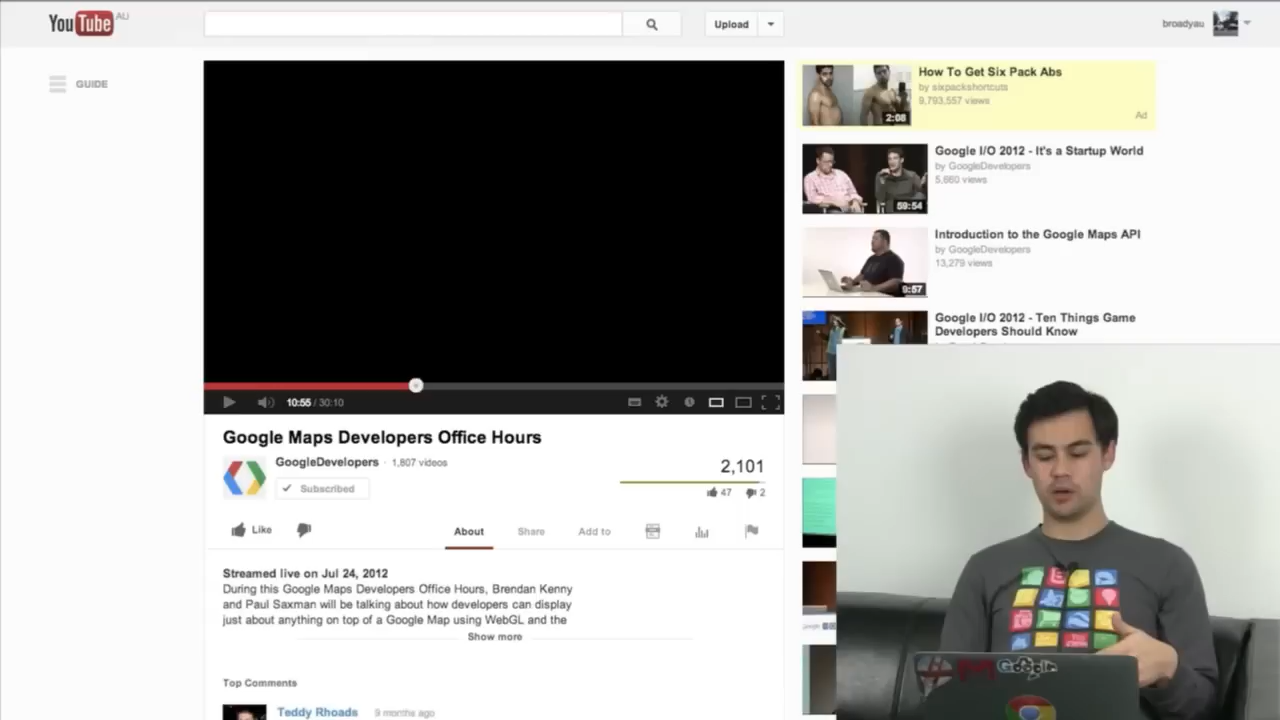 YouTube AU
Upload
broadyau
GUIDE
How To Get Six Pack Abs
by sixpackshortcuts
9,793,557 views
Ad
2:08
Google I/O 2012 - It's a Startup World
by GoogleDevelopers
5,660 views
59:54
Introduction to the Google Maps API
by GoogleDevelopers
13,279 views
9:57
Google I/O 2012 - Ten Things Game
Developers Should Know
10:55 / 30:10
Google Maps Developers Office Hours
GoogleDevelopers · 1,807 videos
Subscribed
2,101
47 2
Like
About Share Add to
Streamed live on Jul 24, 2012
During this Google Maps Developers Office Hours, Brendan Kenny
and Paul Saxman will be talking about how developers can display
just about anything on top of a Google Map using WebGL and the
Show more
Top Comments
Teddy Rhoads 9 months ago
Google